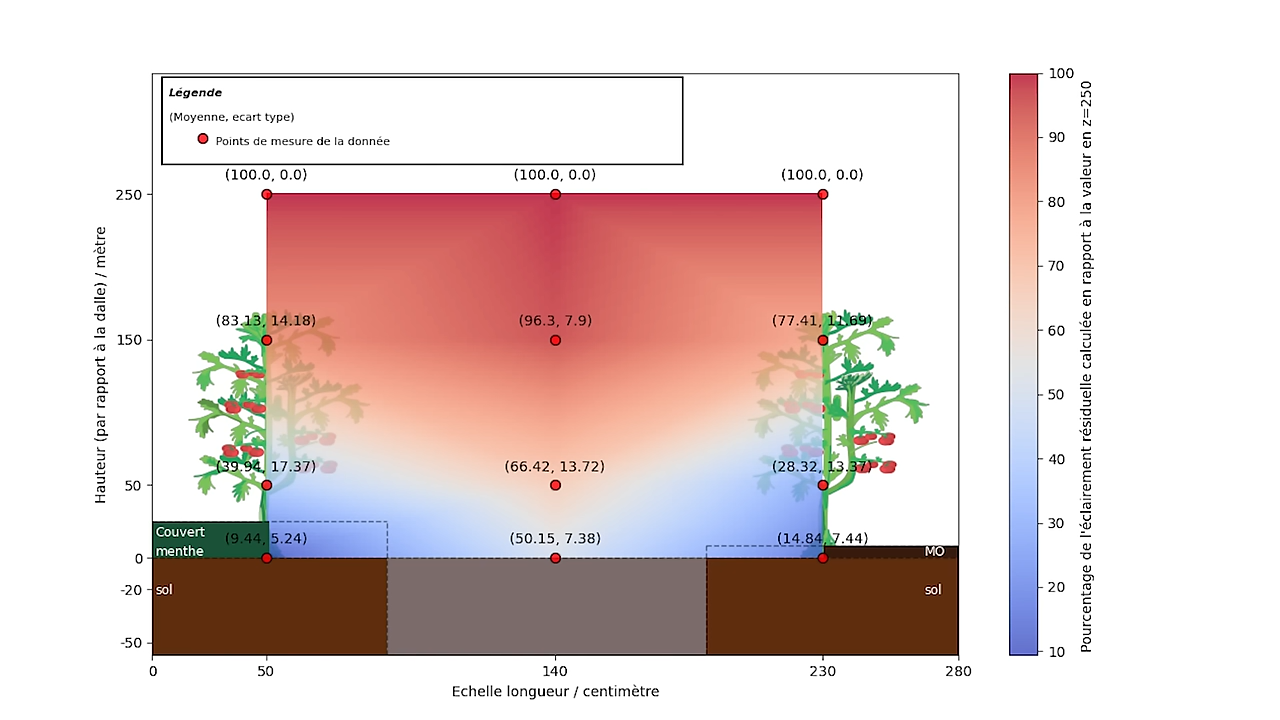 Légende
(Moyenne, ecart type)
Points de mesure de la donnée
(100.0, 0.0) (100.0, 0.0) (100.0, 0.0)
250
(83.13, 14.18) (96.3, 7.9) (77.41, 11.69)
150
(39.94, 17.37) (66.42, 13.72) (28.32, 13.37)
50
Couvert
menthe
(9.44, 5.24) (50.15, 7.38) (14.84, 7.44)
MO
0
-20
sol sol
-50
0 50 140 230 280
Echelle longueur / centimètre
Hauteur (par rapport à la dalle) / mètre
100
90
80
70
60
50
40
30
20
10
Pourcentage de l'éclairement résiduelle calculée en rapport à la valeur en z=250